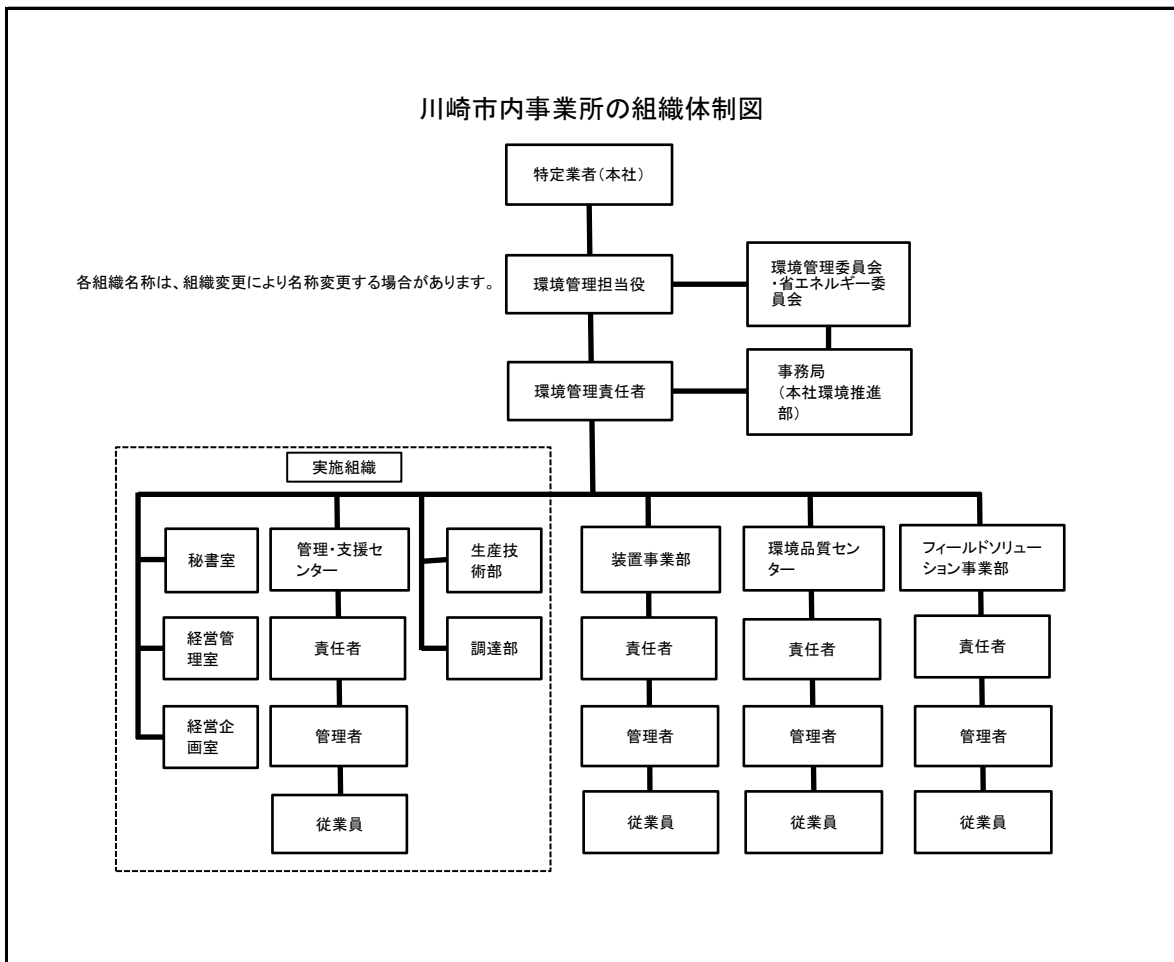 川崎市内事業所の組織体制図
特定業者(本社)
各組織名称は、組織変更により名称変更する場合があります。
環境管理担当役
環境管理委員会
・省エネルギー委
員会
環境管理責任者
事務局
(本社環境推進
部)
実施組織
秘書室
管理・支援セ
ンター
生産技
術部
装置事業部
環境品質セン
ター
フィールドソリュー
ション事業部
経営管
理室
責任者
調達部
責任者
責任者
責任者
経営企
画室
管理者
管理者
管理者
管理者
従業員
従業員
従業員
従業員